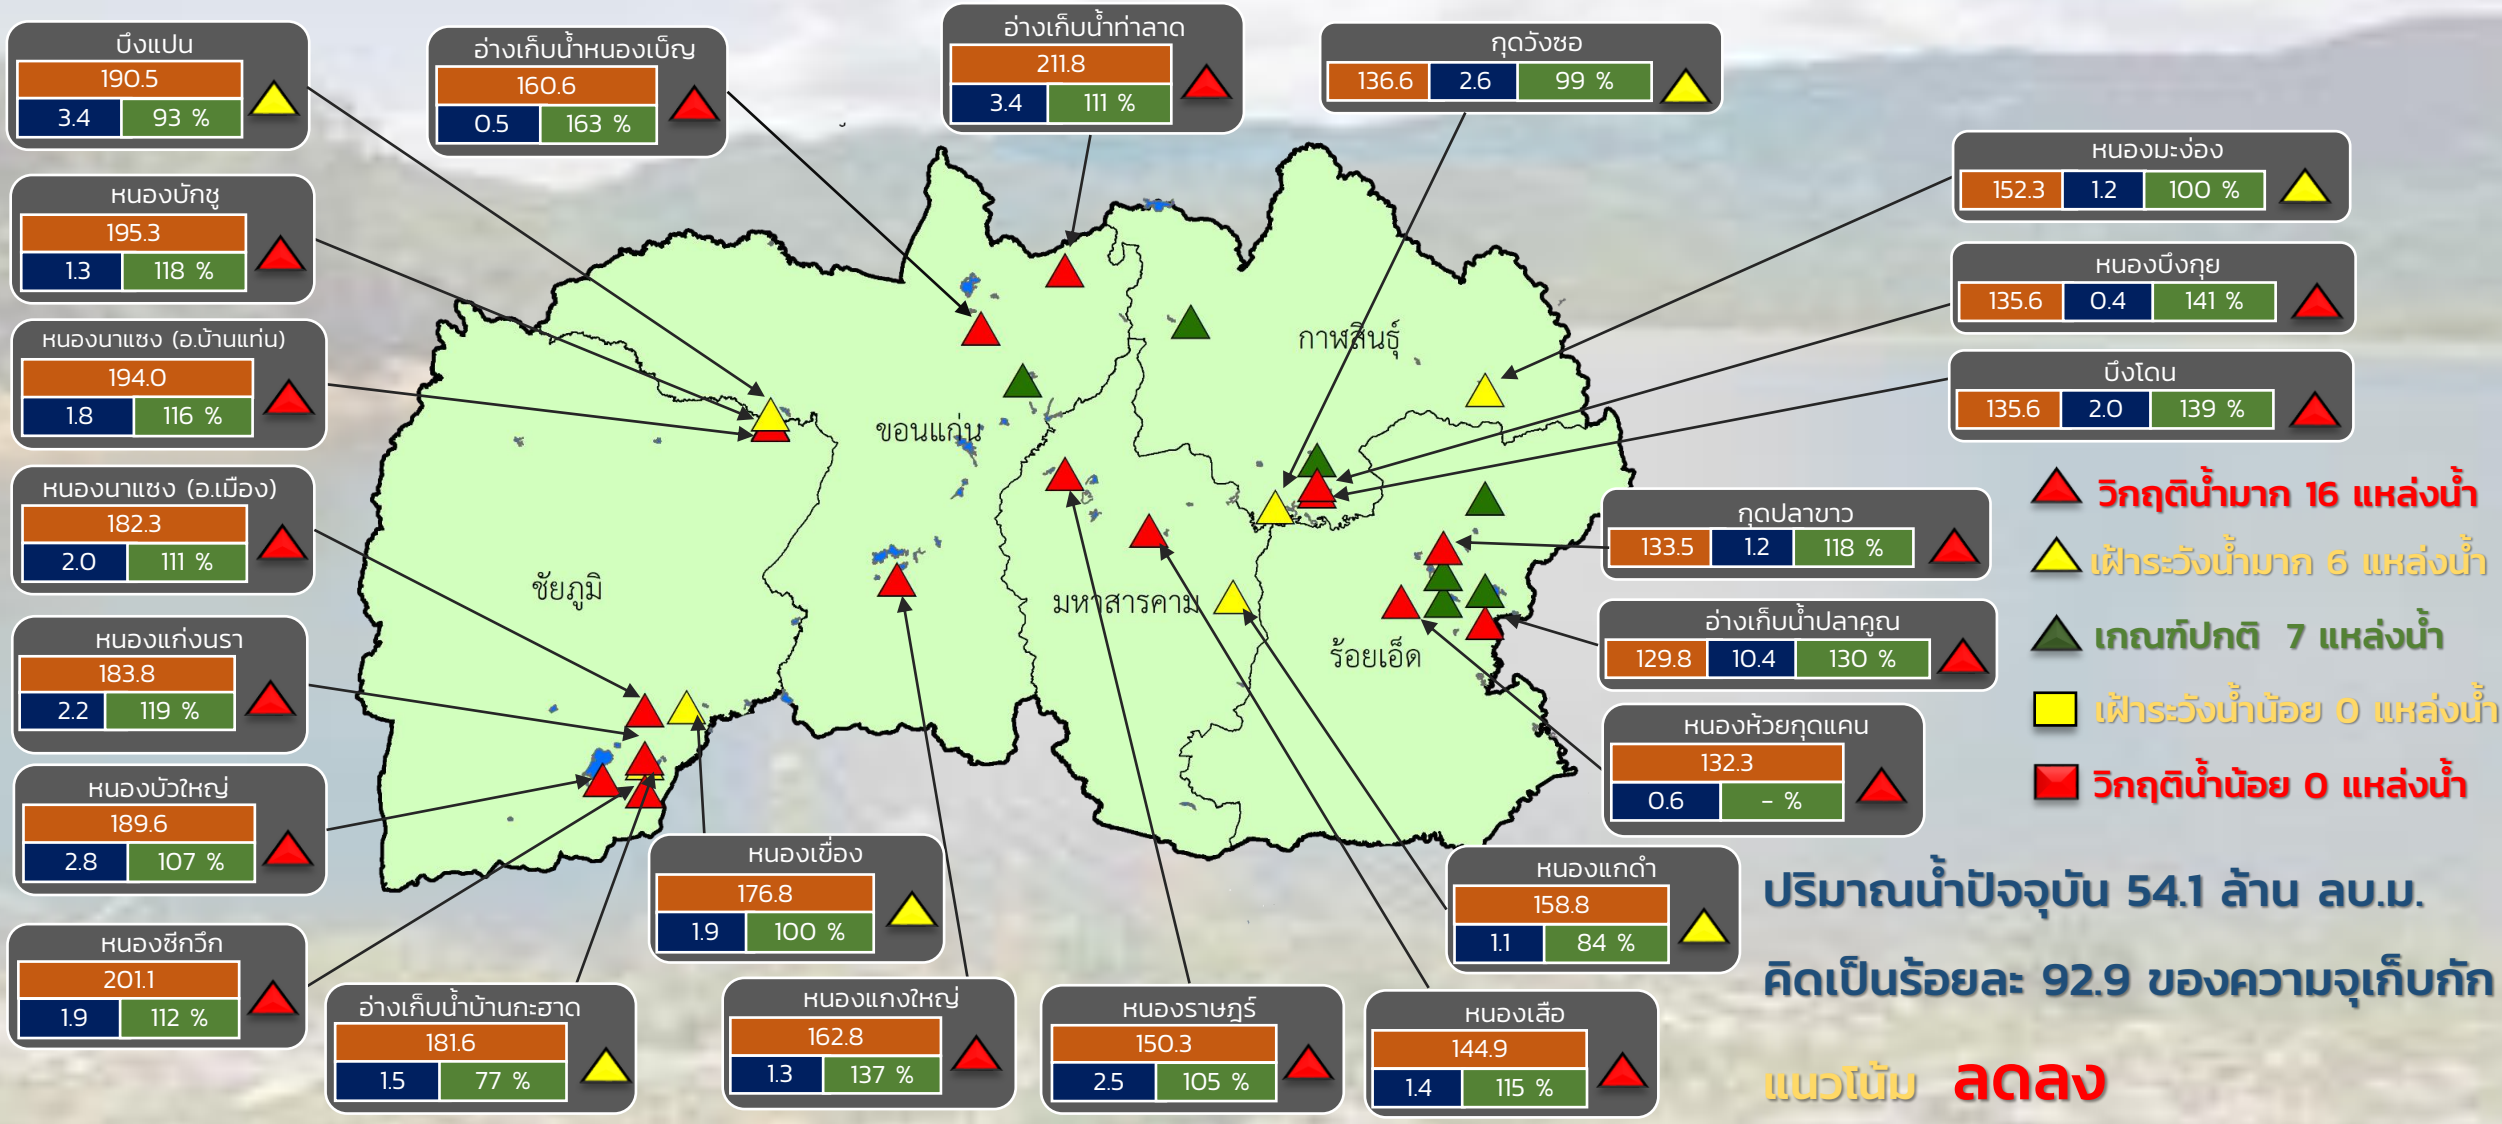 บึงแปน
190.5
3.4 93 %
อ่างเก็บน้ำหนองเบ็ญ
160.6
0.5 163 %
อ่างเก็บน้ำท่าลาด
211.8
3.4 111 %
กุดวังซอ
136.6 2.6 99 %
หนองมะง่อง
152.3 1.2 100 %
หนองบักชู
195.3
1.3 118 %
หนองบึงกุย
135.6 0.4 141 %
หนองนาแซง (อ.บ้านแท่น)
194.0
1.8 116 %
บึงโดน
135.6 2.0 139 %
กาฬสินธุ์
ขอนแก่น
ชัยภูมิ
มหาสารคาม
ร้อยเอ็ด
หนองนาแซง (อ.เมือง)
182.3
2.0 111 %
กุดปลาขาว
133.5 1.2 118 %
หนองแก่งนรา
183.8
2.2 119 %
อ่างเก็บน้ำปลาคูณ
129.8 10.4 130 %
หนองห้วยกุดแคน
132.3
0.6 - %
หนองบัวใหญ่
189.6
2.8 107 %
หนองเขื่อง
176.8
1.9 100 %
หนองแกดำ
158.8
1.1 84 %
หนองซีกวึก
201.1
1.9 112 %
อ่างเก็บน้ำบ้านกะฮาด
181.6
1.5 77 %
หนองแกงใหญ่
162.8
1.3 137 %
หนองราษฎร์
150.3
2.5 105 %
หนองเสือ
144.9
1.4 115 %
วิกฤติน้ำมาก 16 แหล่งน้ำ
เฝ้าระวังน้ำมาก 6 แหล่งน้ำ
เกณฑ์ปกติ 7 แหล่งน้ำ
เฝ้าระวังน้ำน้อย 0 แหล่งน้ำ
วิกฤติน้ำน้อย 0 แหล่งน้ำ
ปริมาณน้ำปัจจุบัน 54.1 ล้าน ลบ.ม.
คิดเป็นร้อยละ 92.9 ของความจุเก็บกัก
แนวโน้ม ลดลง